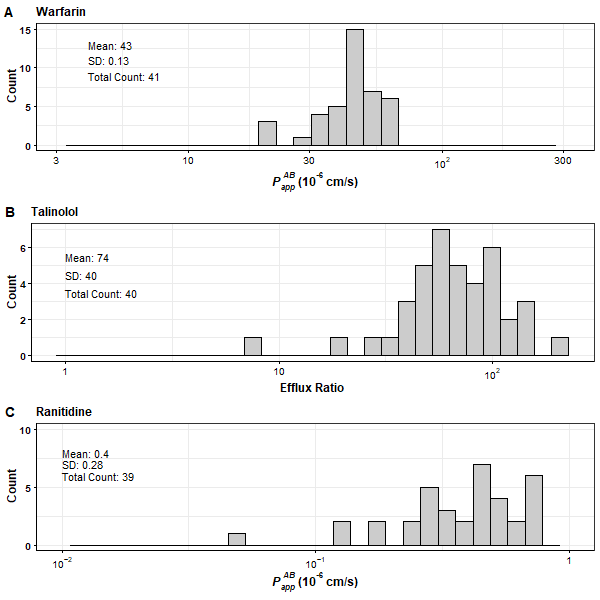 A Warfarin
15
10
5
0
Count
Mean: 43
SD: 0.13
Total Count: 41
3 10 30 10² 300
P_app^AB (10⁻⁶ cm/s)
B Talinolol
6
4
2
0
Count
Mean: 74
SD: 40
Total Count: 40
1 10 10²
Efflux Ratio
C Ranitidine
10
5
0
Count
Mean: 0.4
SD: 0.28
Total Count: 39
10⁻² 10⁻¹ 1
P_app^AB (10⁻⁶ cm/s)